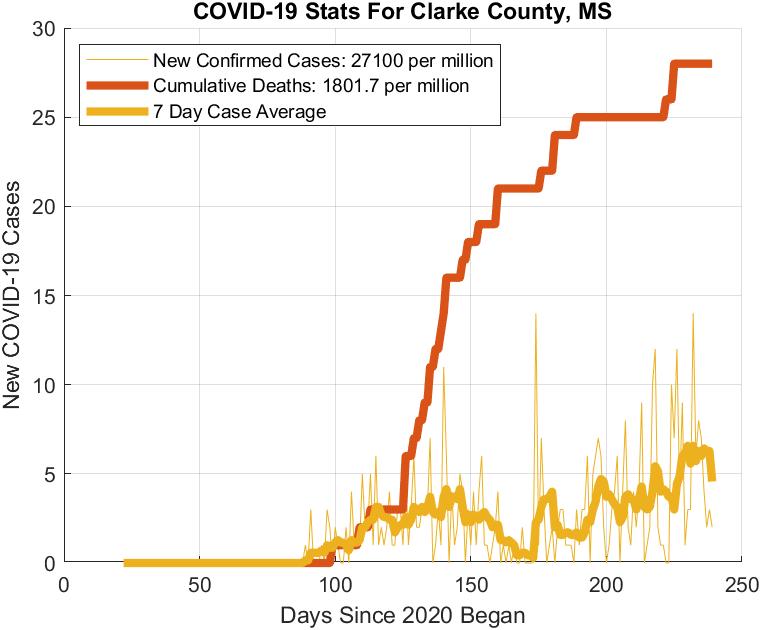 COVID-19 Stats For Clarke County, MS
30
New Confirmed Cases: 27100 per million
Cumulative Deaths: 1801.7 per million
7 Day Case Average
25
20
15
10
5
0
New COVID-19 Cases
0 50 100 150 200 250
Days Since 2020 Began